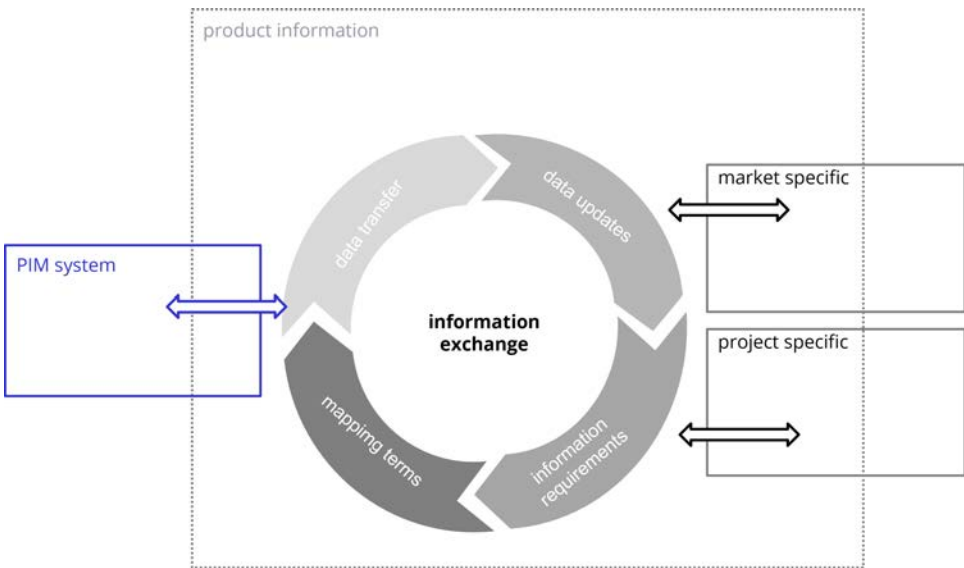 product information
data transfer
data updates
market specific
PIM system
information
exchange
project specific
mappimg terms
information
requirements